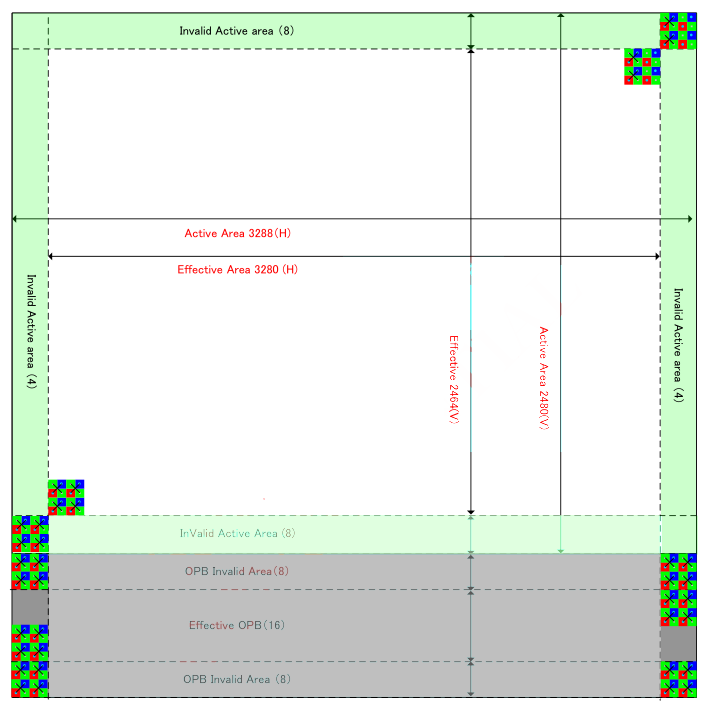 Invalid Active area (8)
Active Area 3288(H)
Effective Area 3280 (H)
Invalid Active area (4)
Effective 2464(V)
Active Area 2480(V)
Invalid Active area (4)
InValid Active Area (8)
OPB Invalid Area(8)
Effective OPB(16)
OPB Invalid Area (8)